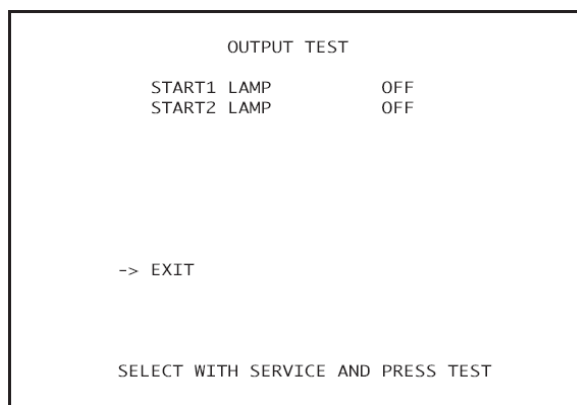 OUTPUT TEST
START1 LAMP OFF
START2 LAMP OFF
-> EXIT
SELECT WITH SERVICE AND PRESS TEST